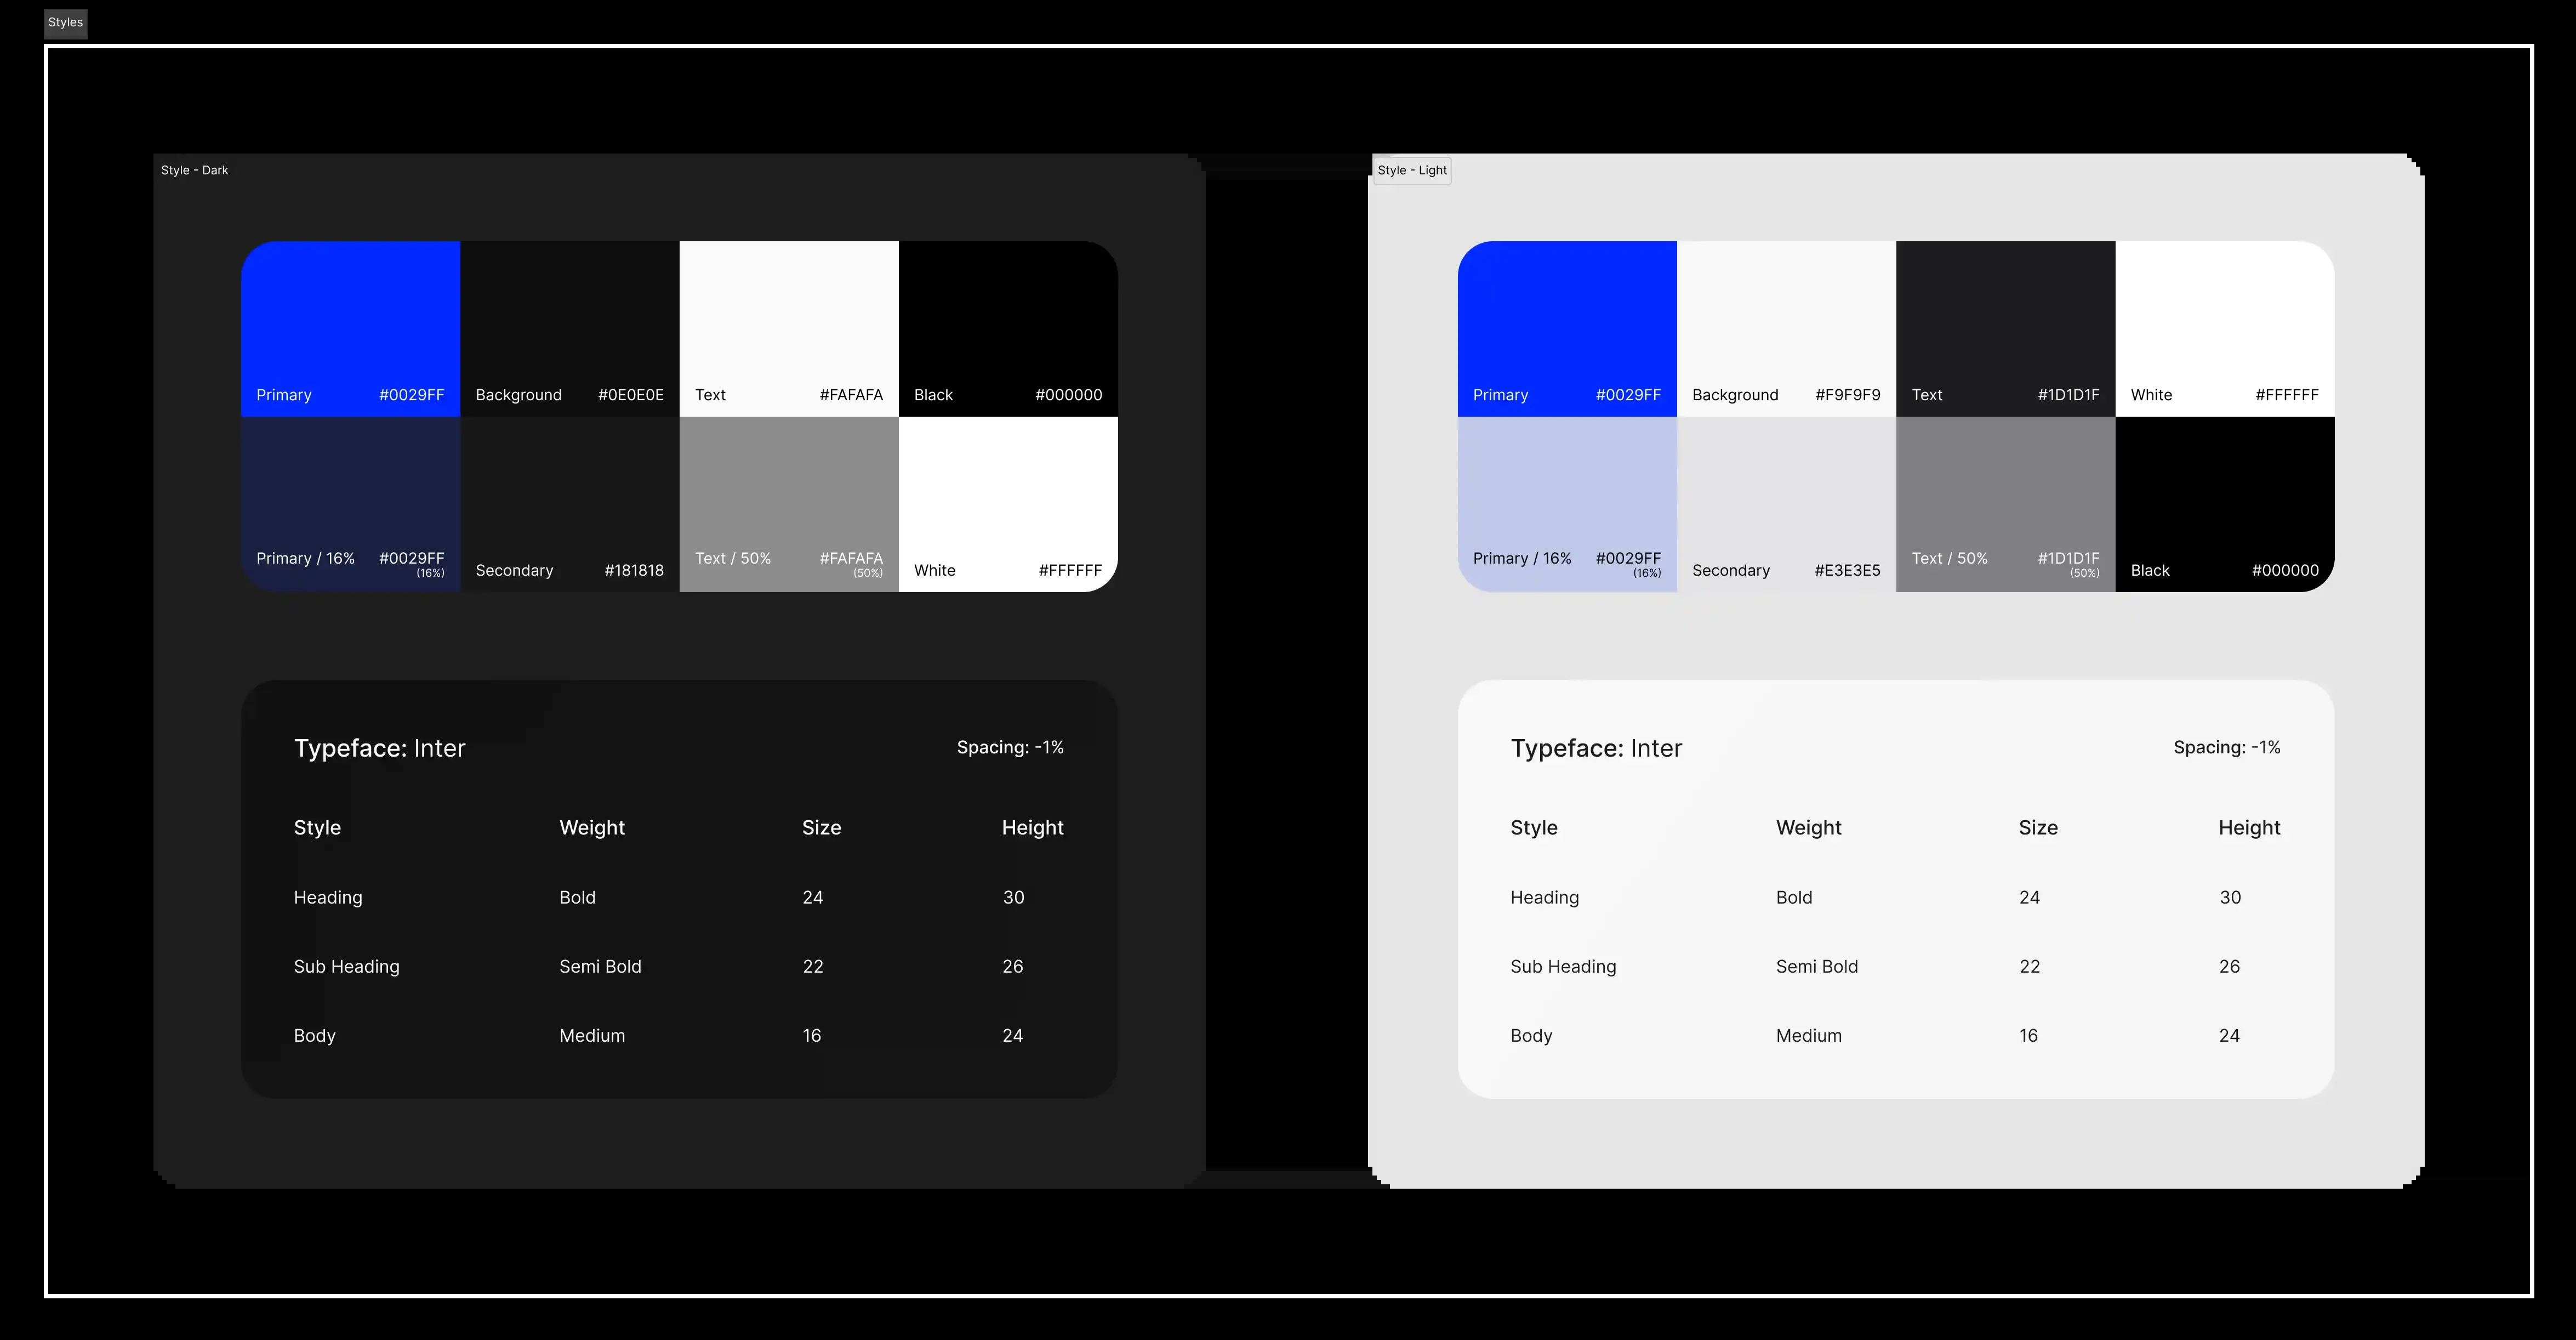 Styles
Style - Dark
Primary #0029FF
Background #0E0E0E
Text #FAFAFA
Black #000000
Primary / 16% #0029FF
(16%)
Secondary #181818
Text / 50% #FAFAFA
(50%)
White #FFFFFF
Typeface: Inter Spacing: -1%
Style Weight Size Height
Heading Bold 24 30
Sub Heading Semi Bold 22 26
Body Medium 16 24
Style - Light
Primary #0029FF
Background #F9F9F9
Text #1D1D1F
White #FFFFFF
Primary / 16% #0029FF
(16%)
Secondary #E3E3E5
Text / 50% #1D1D1F
(50%)
Black #000000
Typeface: Inter Spacing: -1%
Style Weight Size Height
Heading Bold 24 30
Sub Heading Semi Bold 22 26
Body Medium 16 24